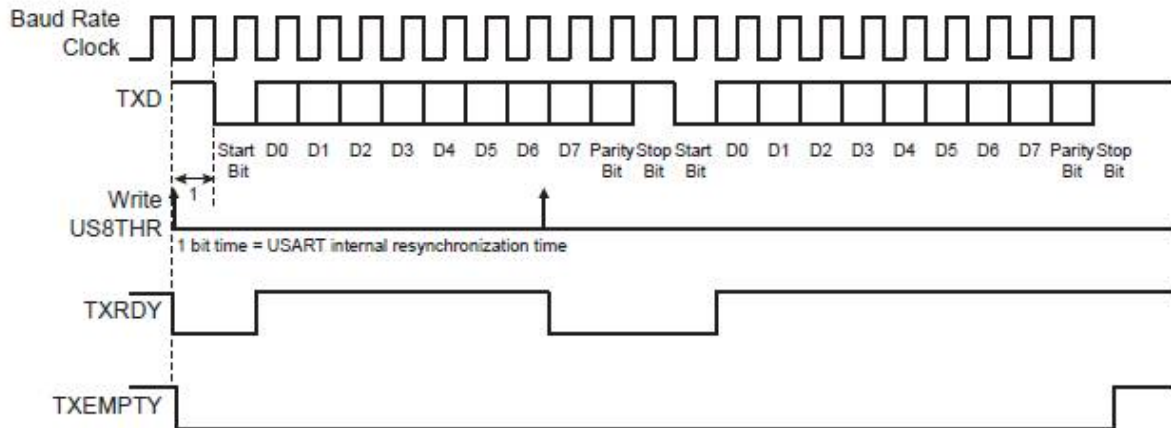 Baud Rate
Clock
TXD
Start D0 D1 D2 D3 D4 D5 D6 D7 Parity Stop Start D0 D1 D2 D3 D4 D5 D6 D7 Parity Stop
Bit Bit Bit Bit Bit Bit
1
Write
US8THR
1 bit time = USART internal resynchronization time
TXRDY
TXEMPTY